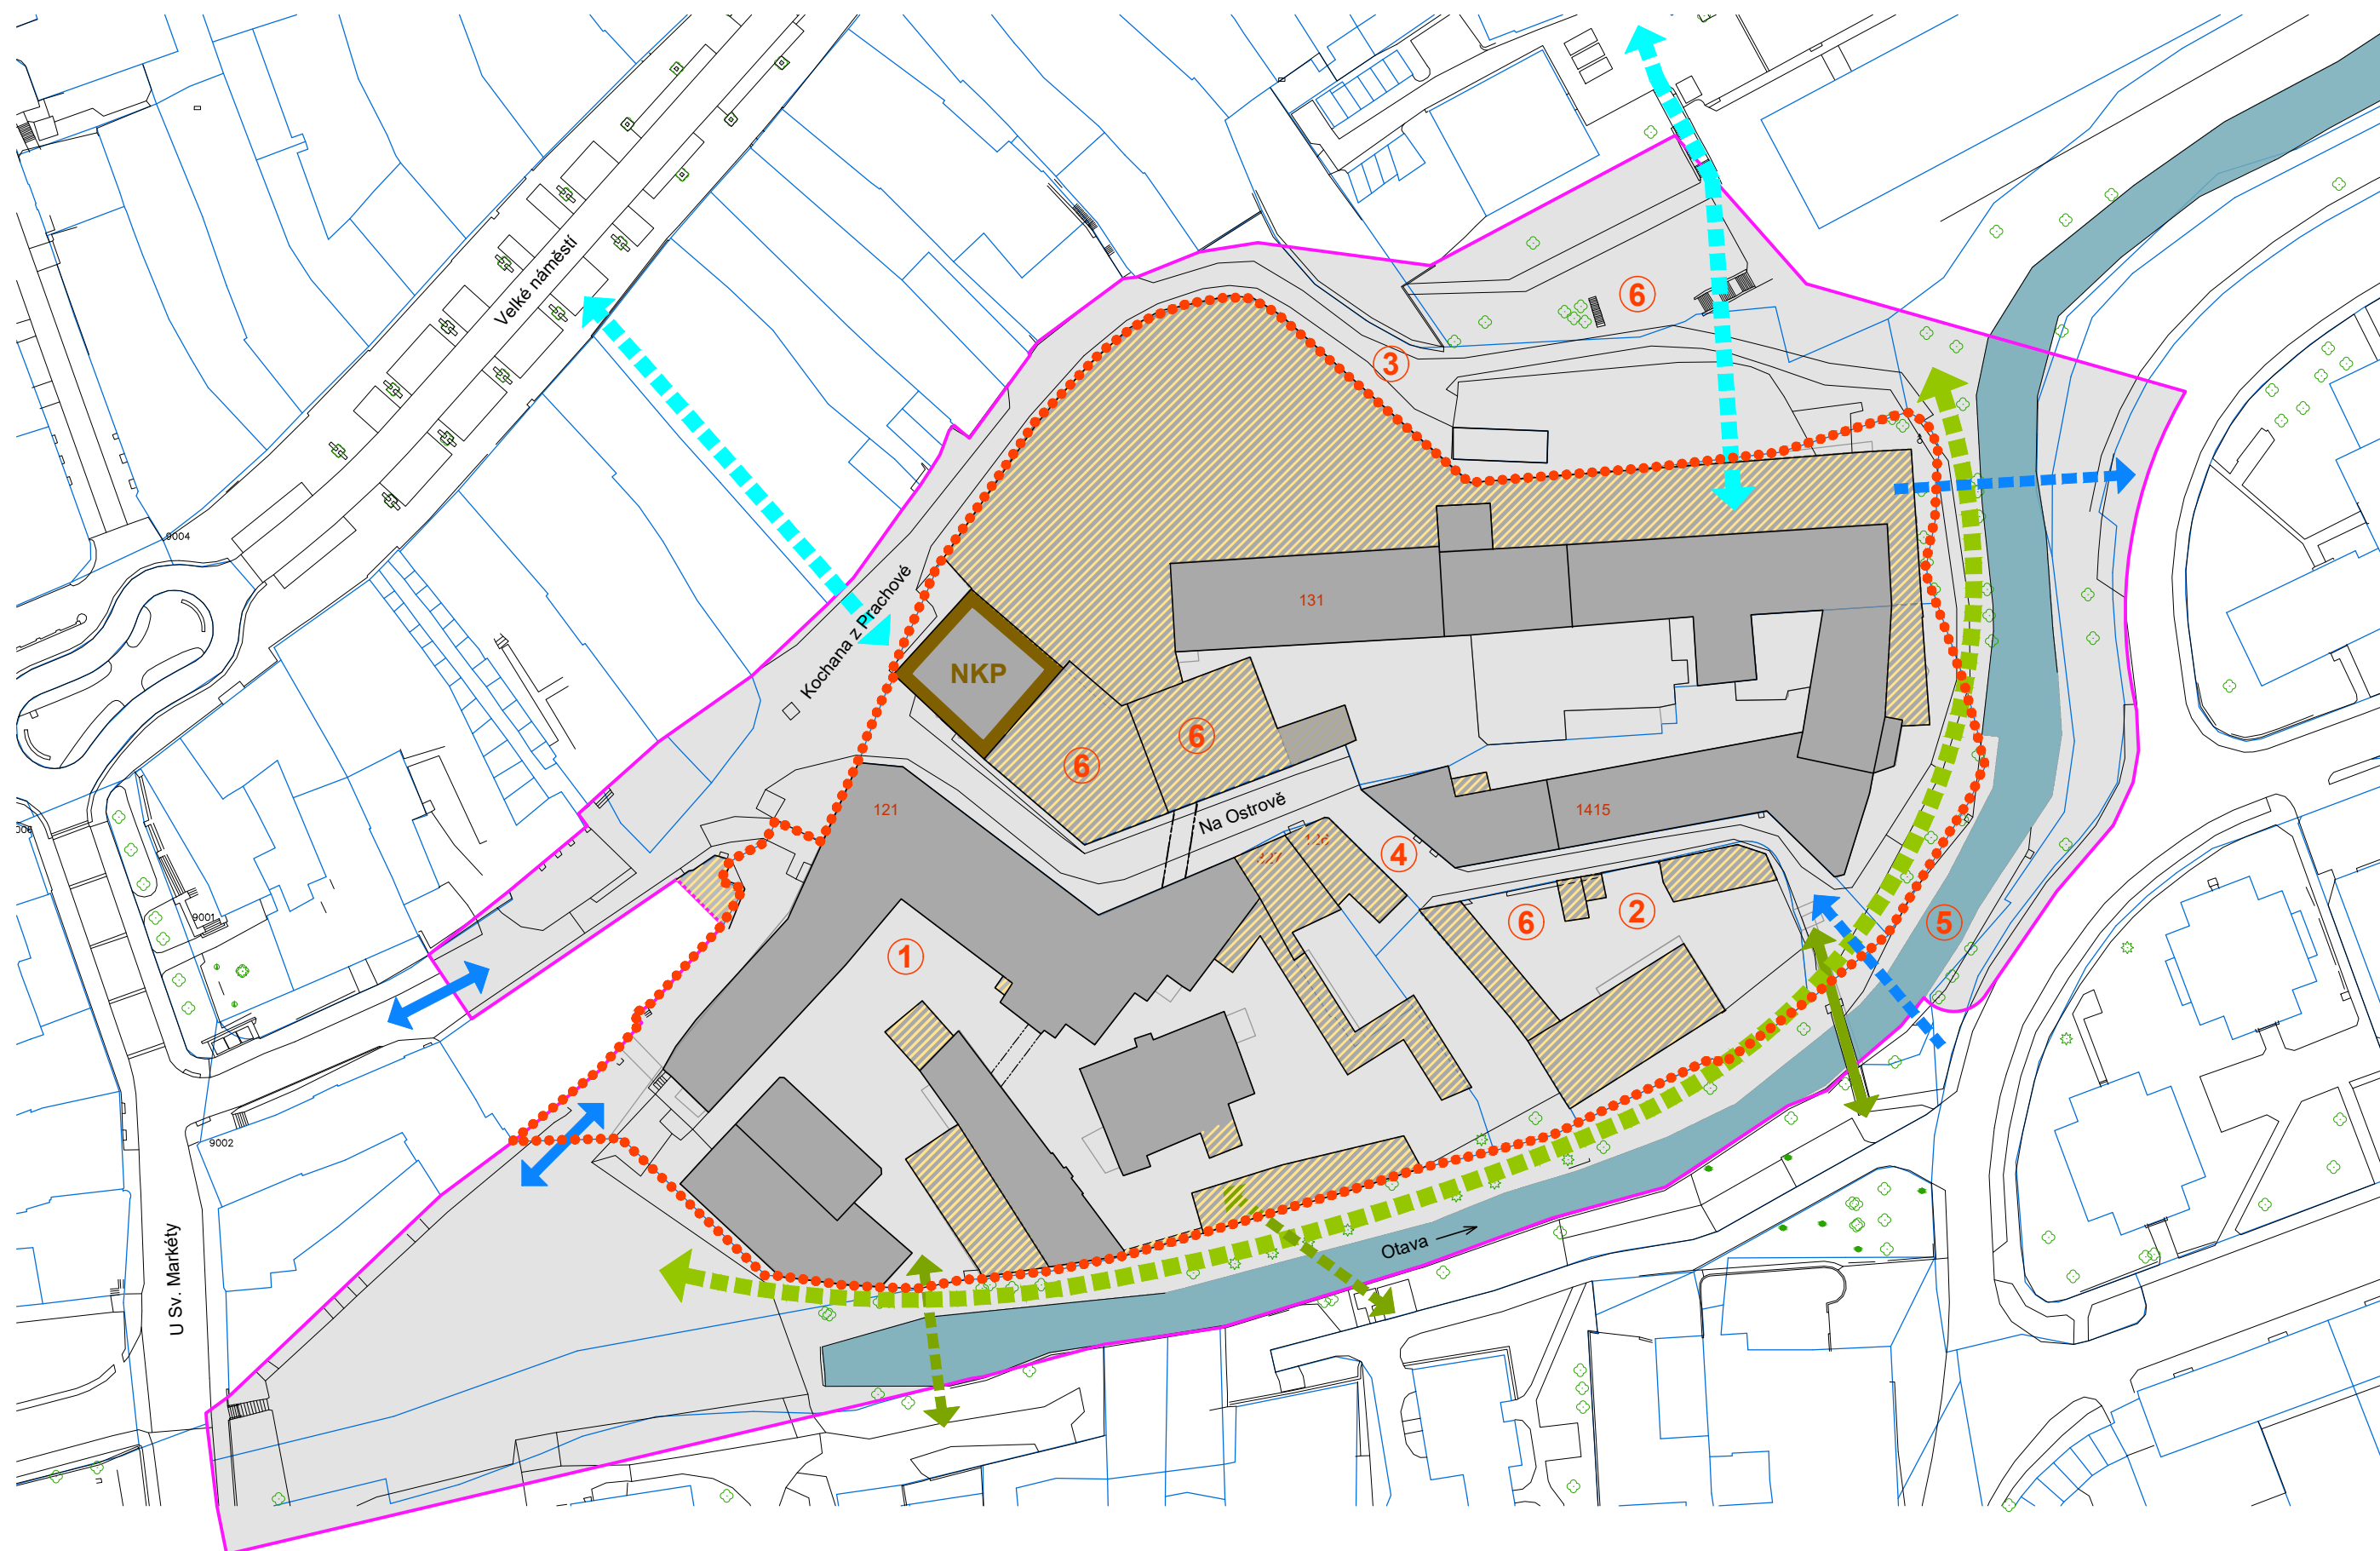 Velké náměstí
6
3
9004
131
Kochana z Prachové
NKP
6
6
121
Na Ostrově
1415
4
9001
6
2
5
1
9002
Otava
U Sv. Markéty